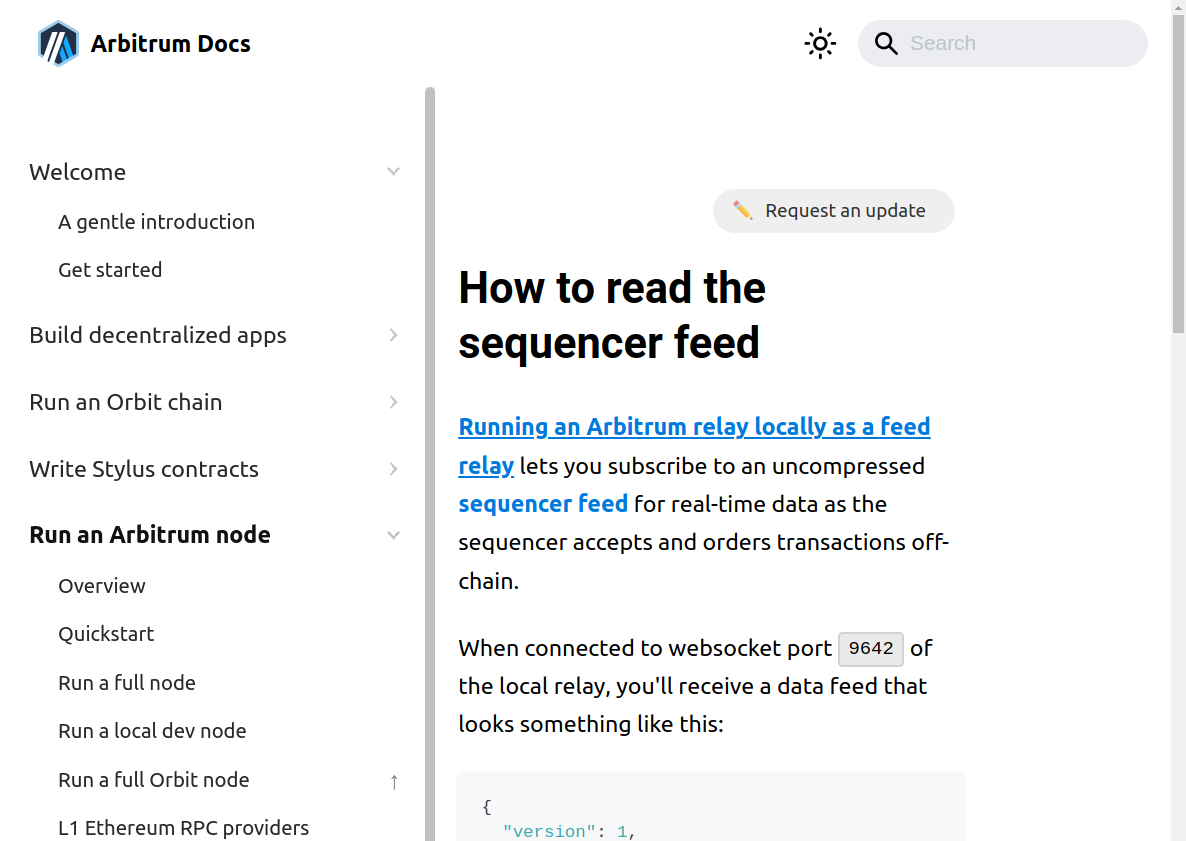 Arbitrum Docs
Search
Welcome
A gentle introduction
Get started
Build decentralized apps
Run an Orbit chain
Write Stylus contracts
Run an Arbitrum node
Overview
Quickstart
Run a full node
Run a local dev node
Run a full Orbit node ↑
L1 Ethereum RPC providers
✏️ Request an update
How to read the
sequencer feed
Running an Arbitrum relay locally as a feed
relay lets you subscribe to an uncompressed
sequencer feed for real-time data as the
sequencer accepts and orders transactions off-
chain.
When connected to websocket port 9642 of
the local relay, you'll receive a data feed that
looks something like this:
{
"version": 1,